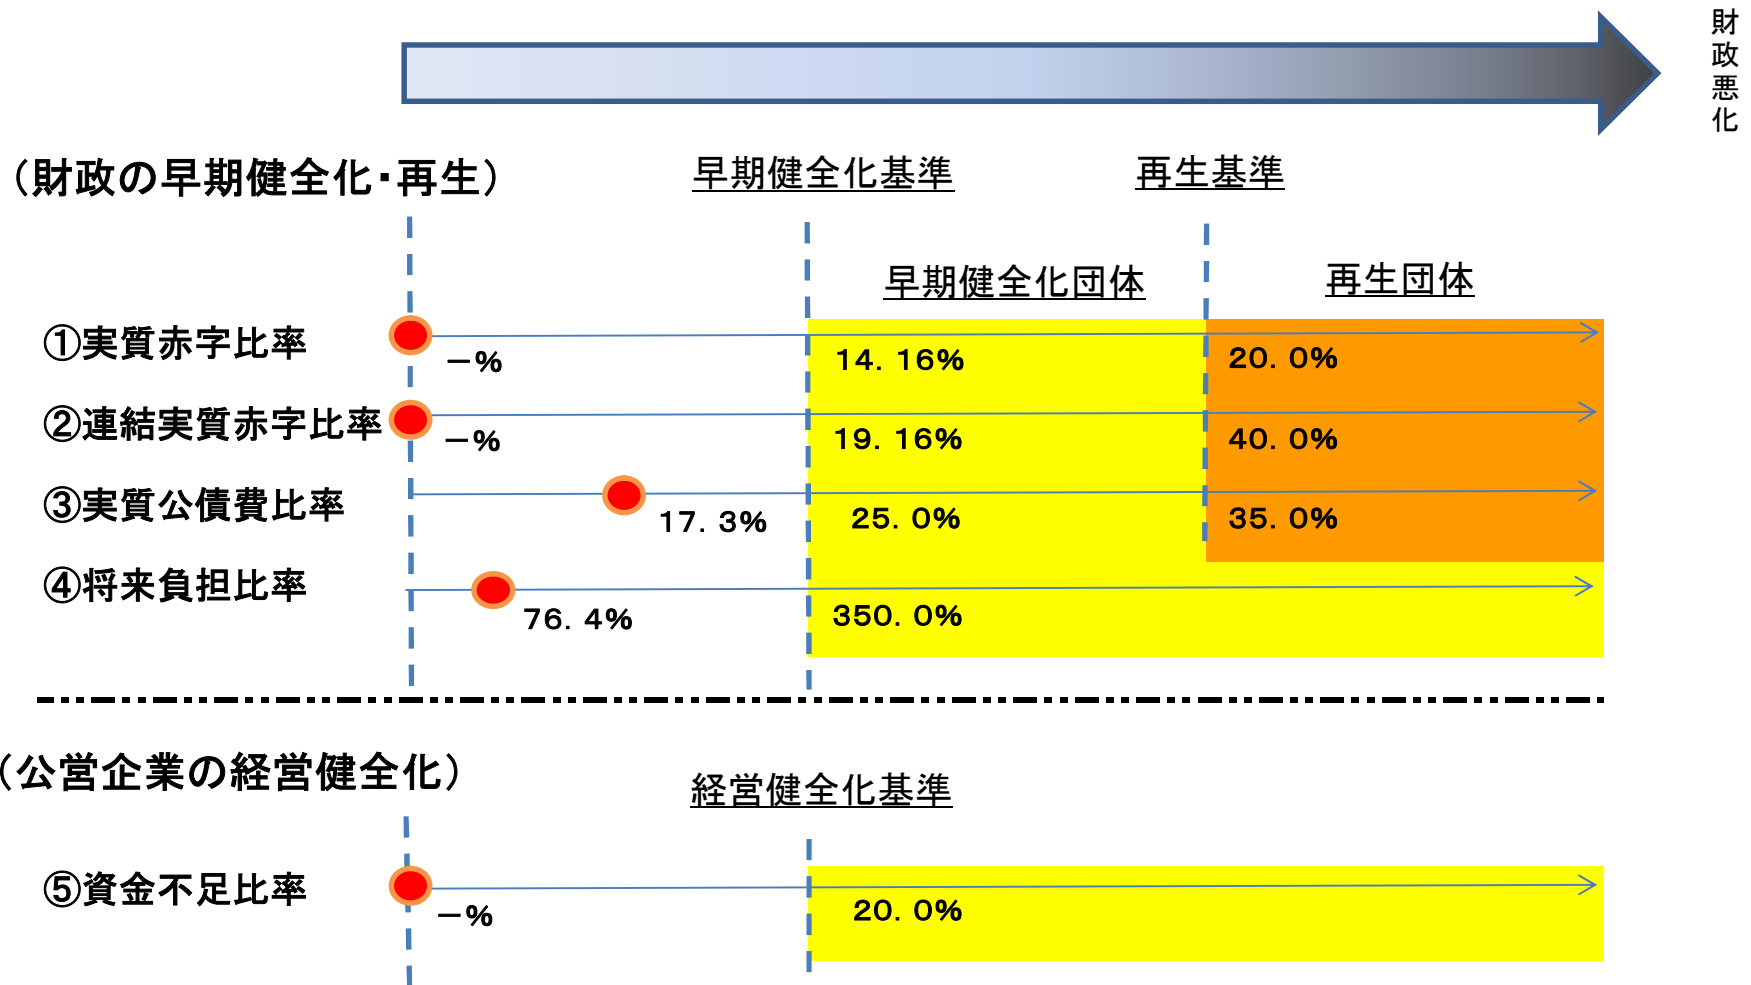 財政悪化
（財政の早期健全化・再生）
早期健全化基準
再生基準
早期健全化団体
再生団体
①実質赤字比率
－％
14．16％
20．0％
②連結実質赤字比率
－％
19．16％
40．0％
③実質公債費比率
17．3％
25．0％
35．0％
④将来負担比率
76．4％
350．0％
（公営企業の経営健全化）
経営健全化基準
⑤資金不足比率
－％
20．0％